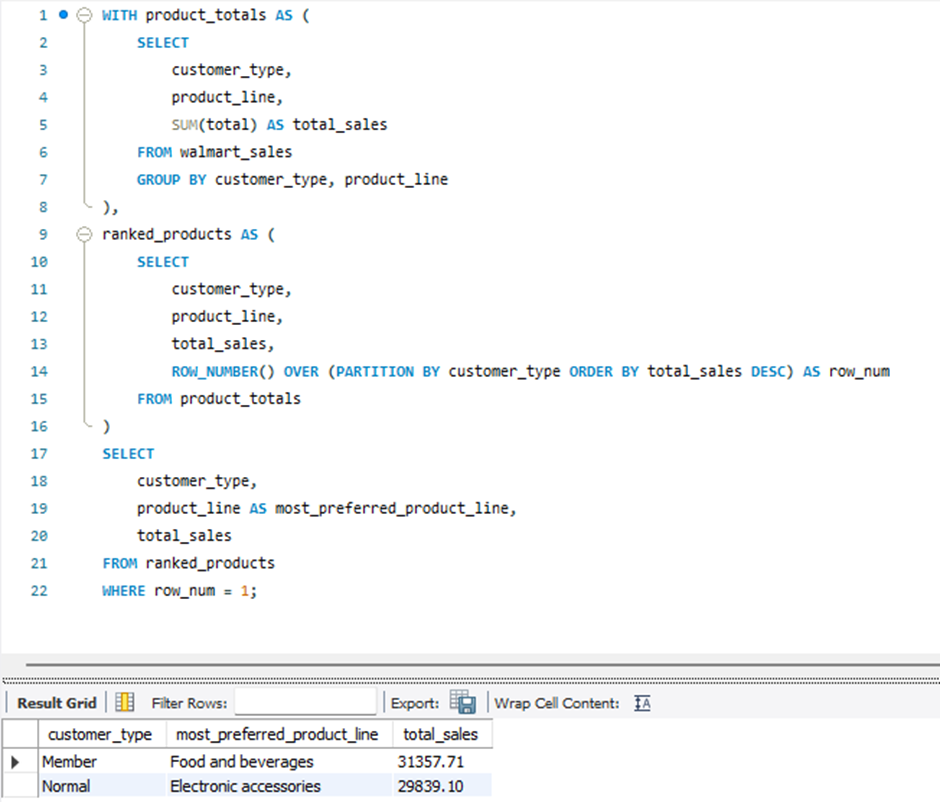 1 WITH product_totals AS (
2 SELECT
3 customer_type,
4 product_line,
5 SUM(total) AS total_sales
6 FROM walmart_sales
7 GROUP BY customer_type, product_line
8 ),
9 ranked_products AS (
10 SELECT
11 customer_type,
12 product_line,
13 total_sales,
14 ROW_NUMBER() OVER (PARTITION BY customer_type ORDER BY total_sales DESC) AS row_num
15 FROM product_totals
16 )
17 SELECT
18 customer_type,
19 product_line AS most_preferred_product_line,
20 total_sales
21 FROM ranked_products
22 WHERE row_num = 1;
Result Grid Filter Rows: Export: Wrap Cell Content: IA
customer_type most_preferred_product_line total_sales
Member Food and beverages 31357.71
Normal Electronic accessories 29839.10